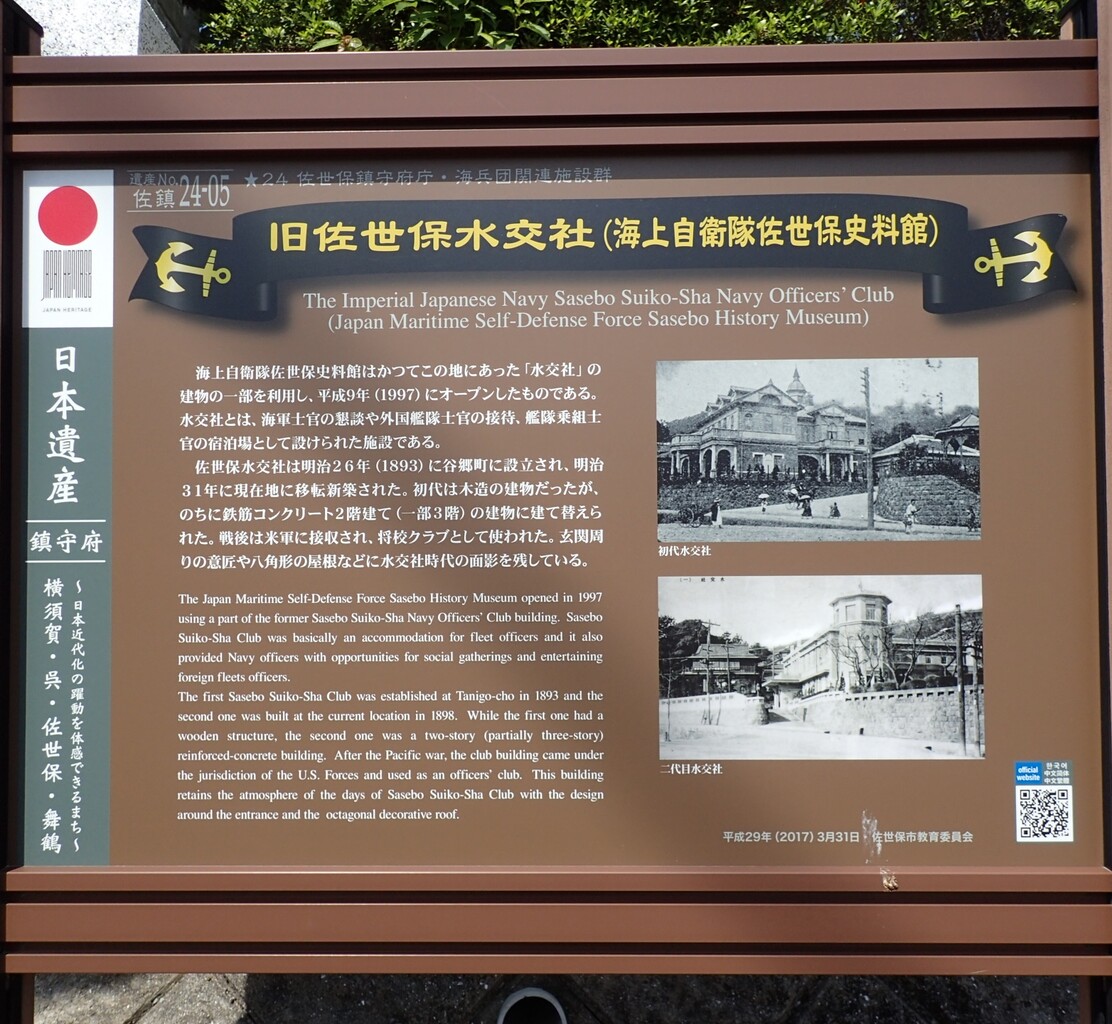 遺産No.
佐鎮 24-05
★24 佐世保鎮守府庁・海兵団関連施設群
旧佐世保水交社(海上自衛隊佐世保史料館)
The Imperial Japanese Navy Sasebo Suiko-Sha Navy Officers' Club
(Japan Maritime Self-Defense Force Sasebo History Museum)
JAPAN HERITAGE
JAPAN HERITAGE
日本遺産
鎮守府
〜日本近代化の躍動を体感できるまち〜
横須賀・呉・佐世保・舞鶴
海上自衛隊佐世保史料館はかつてこの地にあった「水交社」の
建物の一部を利用し、平成9年(1997)にオープンしたものである。
水交社とは、海軍士官の懇談や外国艦隊士官の接待、艦隊乗組士
官の宿泊場として設けられた施設である。
佐世保水交社は明治26年(1893)に谷郷町に設立され、明治
31年に現在地に移転新築された。初代は木造の建物だったが、
のちに鉄筋コンクリート2階建て(一部3階)の建物に建て替えら
れた。戦後は米軍に接収され、将校クラブとして使われた。玄関周
りの意匠や八角形の屋根などに水交社時代の面影を残している。
The Japan Maritime Self-Defense Force Sasebo History Museum opened in 1997
using a part of the former Sasebo Suiko-Sha Navy Officers' Club building. Sasebo
Suiko-Sha Club was basically an accommodation for fleet officers and it also
provided Navy officers with opportunities for social gatherings and entertaining
foreign fleets officers.
The first Sasebo Suiko-Sha Club was established at Tanigo-cho in 1893 and the
second one was built at the current location in 1898. While the first one had a
wooden structure, the second one was a two-story (partially three-story)
reinforced-concrete building. After the Pacific war, the club building came under
the jurisdiction of the U.S. Forces and used as an officers' club. This building
retains the atmosphere of the days of Sasebo Suiko-Sha Club with the design
around the entrance and the octagonal decorative roof.
初代水交社
二代目水交社
official
website
한국어
中文简体
中文繁體
平成29年(2017)3月31日・佐世保市教育委員会